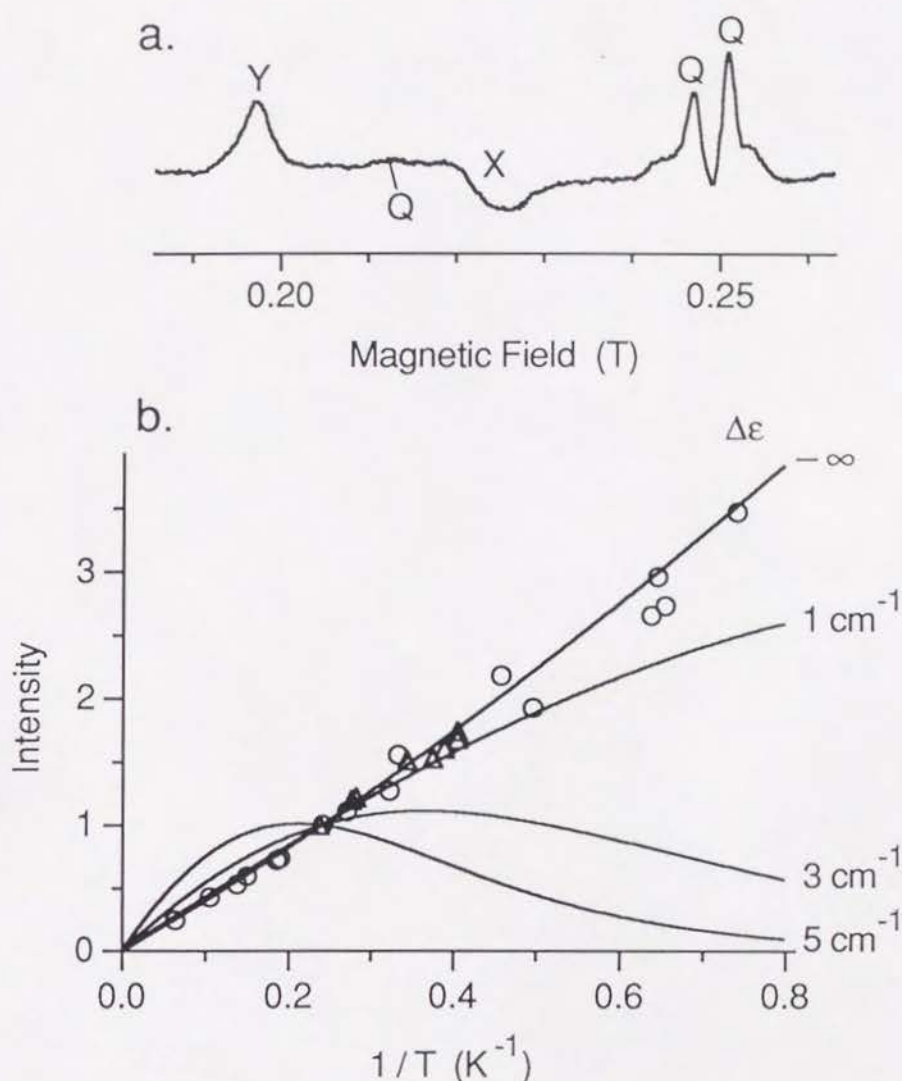 a.
Y
Q
X
Q
Q
0.20
0.25
Magnetic Field (T)
b.
Δε
– ∞
1 cm⁻¹
3 cm⁻¹
5 cm⁻¹
Intensity
3
2
1
0
0.0
0.2
0.4
0.6
0.8
1 / T (K⁻¹)